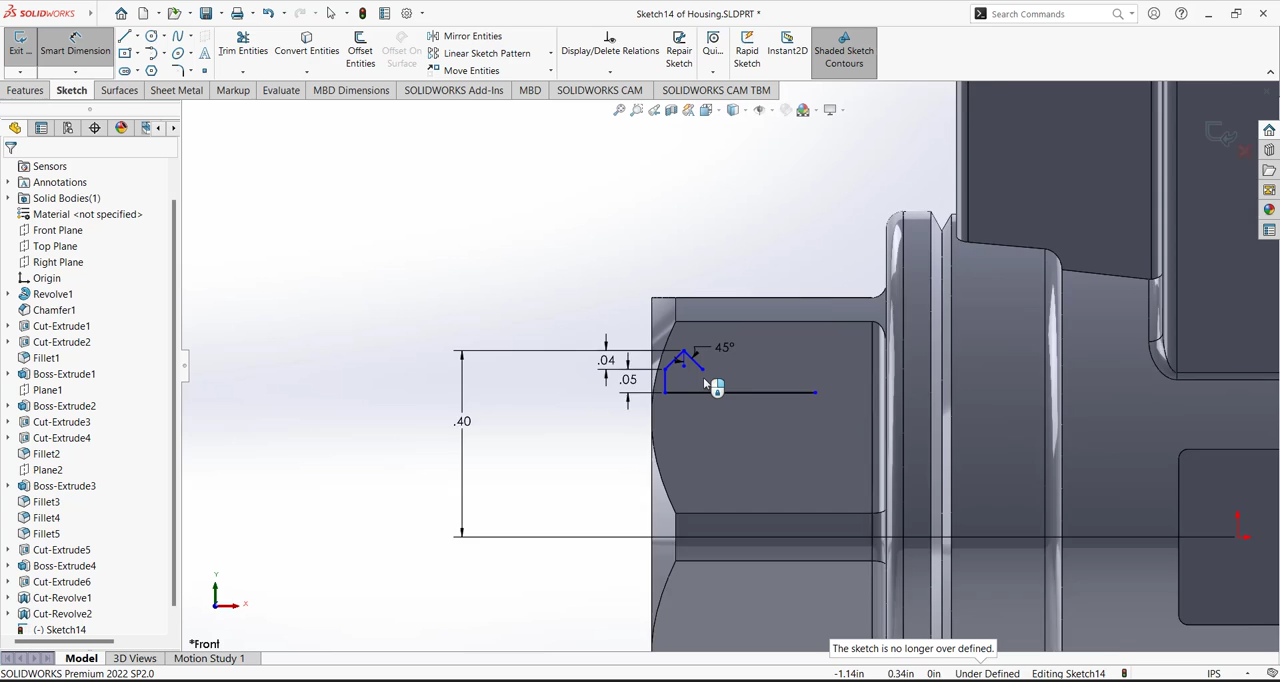 SOLIDWORKS
Sketch14 of Housing.SLDPRT *
Search Commands
Exit ...
Smart Dimension
Trim Entities
Convert Entities
Offset Entities
Offset On Surface
Mirror Entities
Linear Sketch Pattern
Move Entities
Display/Delete Relations
Repair Sketch
Qui...
Rapid Sketch
Instant2D
Shaded Sketch Contours
Features
Sketch
Surfaces
Sheet Metal
Markup
Evaluate
MBD Dimensions
SOLIDWORKS Add-Ins
MBD
SOLIDWORKS CAM
SOLIDWORKS CAM TBM
Sensors
Annotations
Solid Bodies(1)
Material <not specified>
Front Plane
Top Plane
Right Plane
Origin
Revolve1
Chamfer1
Cut-Extrude1
Cut-Extrude2
Fillet1
Boss-Extrude1
Plane1
Boss-Extrude2
Cut-Extrude3
Cut-Extrude4
Fillet2
Plane2
Boss-Extrude3
Fillet3
Fillet4
Fillet5
Cut-Extrude5
Boss-Extrude4
Cut-Extrude6
Cut-Revolve1
Cut-Revolve2
(-) Sketch14
45°
.04
.05
.40
Y
X
*Front
The sketch is no longer over defined.
Model
3D Views
Motion Study 1
SOLIDWORKS Premium 2022 SP2.0
-1.14in
0.34in
0in
Under Defined
Editing Sketch14
IPS